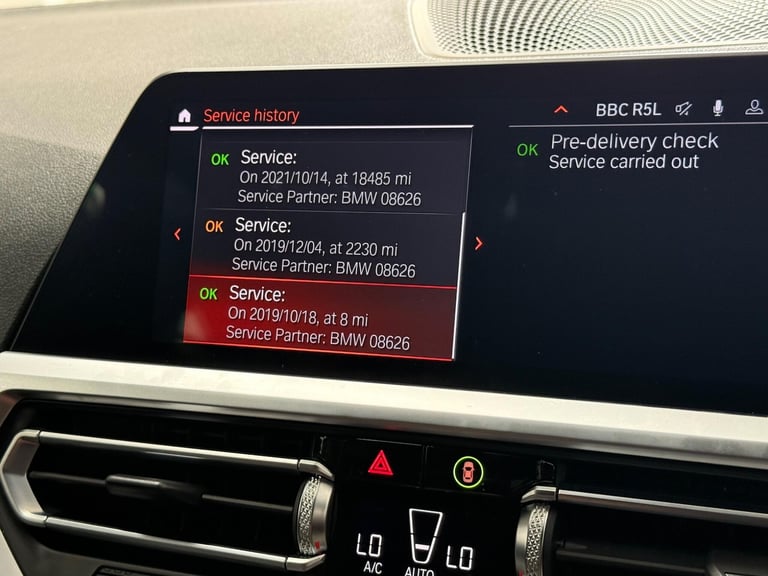 Service history
BBC R5L
OK Service:
On 2021/10/14, at 18485 mi
Service Partner: BMW 08626
OK Service:
On 2019/12/04, at 2230 mi
Service Partner: BMW 08626
OK Service:
On 2019/10/18, at 8 mi
Service Partner: BMW 08626
OK Pre-delivery check
Service carried out
LO
LO
A/C
AUTO